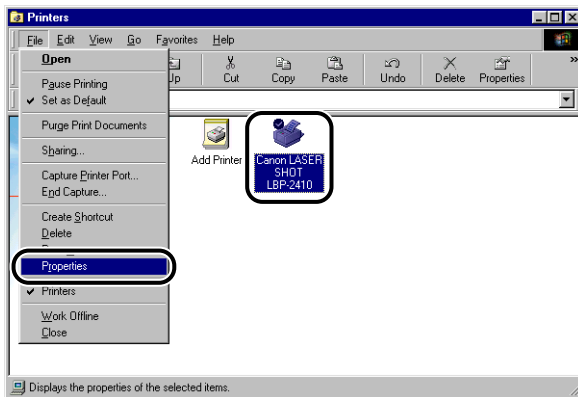 Printers
File Edit View Go Favorites Help
Up Cut Copy Paste Undo Delete Properties »
Open
Pause Printing
Set as Default
Purge Print Documents
Sharing...
Capture Printer Port...
End Capture...
Create Shortcut
Delete
Properties
Printers
Work Offline
Close
Add Printer
Canon LASER
SHOT
LBP-2410
Displays the properties of the selected items.